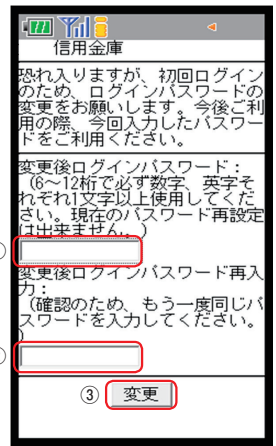 信用金庫
恐れ入りますが、初回ログイン
のため、ログインパスワードの
変更をお願いします。今後ご利
用の際、今回入力したパスワー
ドをご利用ください。
変更後ログインパスワード：
（6～12桁で必ず数字、英字そ
れぞれ1文字以上使用してくだ
さい。現在のパスワード再設定
は出来ません。）
変更後ログインパスワード再入
力：
（確認のため、もう一度同じパ
スワードを入力してください。
）
③ 変更